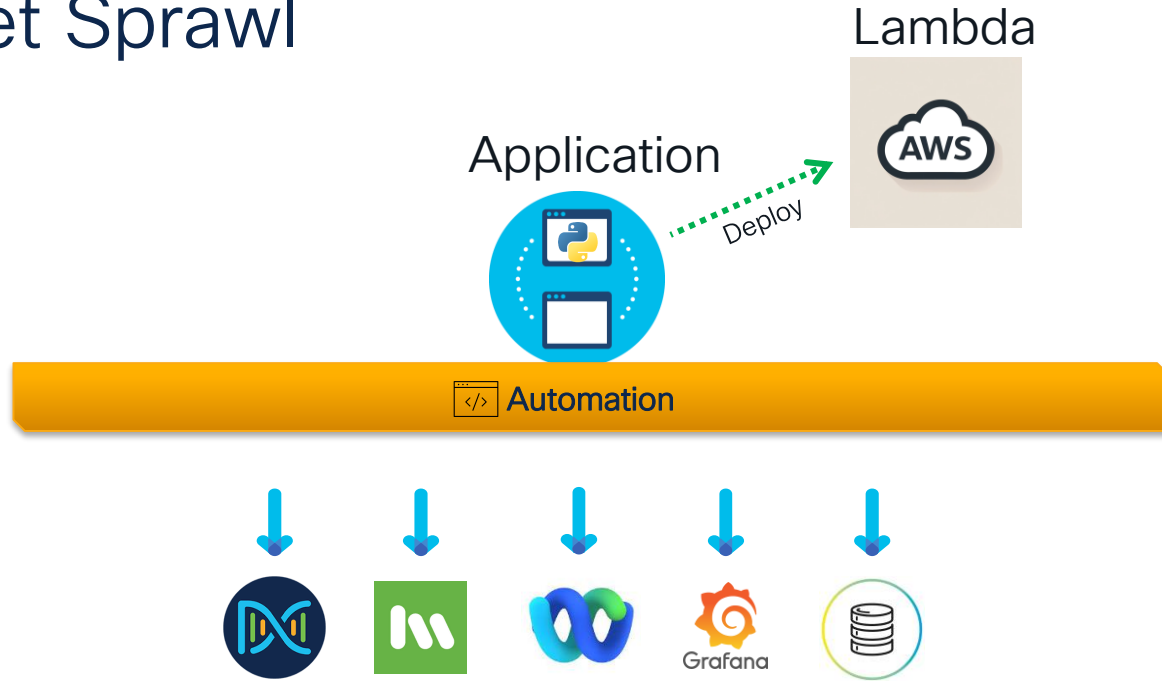 et Sprawl
Lambda
AWS
Application
Deploy
</> Automation
Grafana